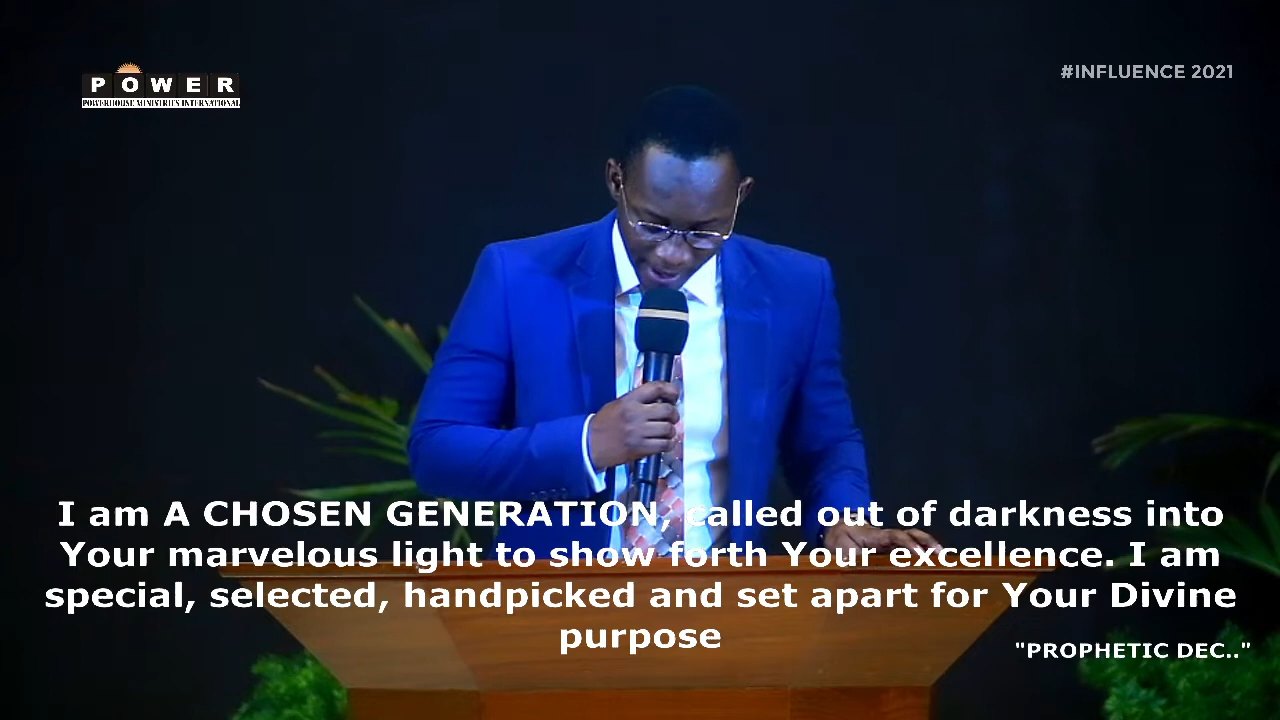 POWER
POWERHOUSE MINISTRIES INTERNATIONAL
#INFLUENCE 2021
I am A CHOSEN GENERATION, called out of darkness into
Your marvelous light to show forth Your excellence. I am
special, selected, handpicked and set apart for Your Divine
purpose
"PROPHETIC DEC.."